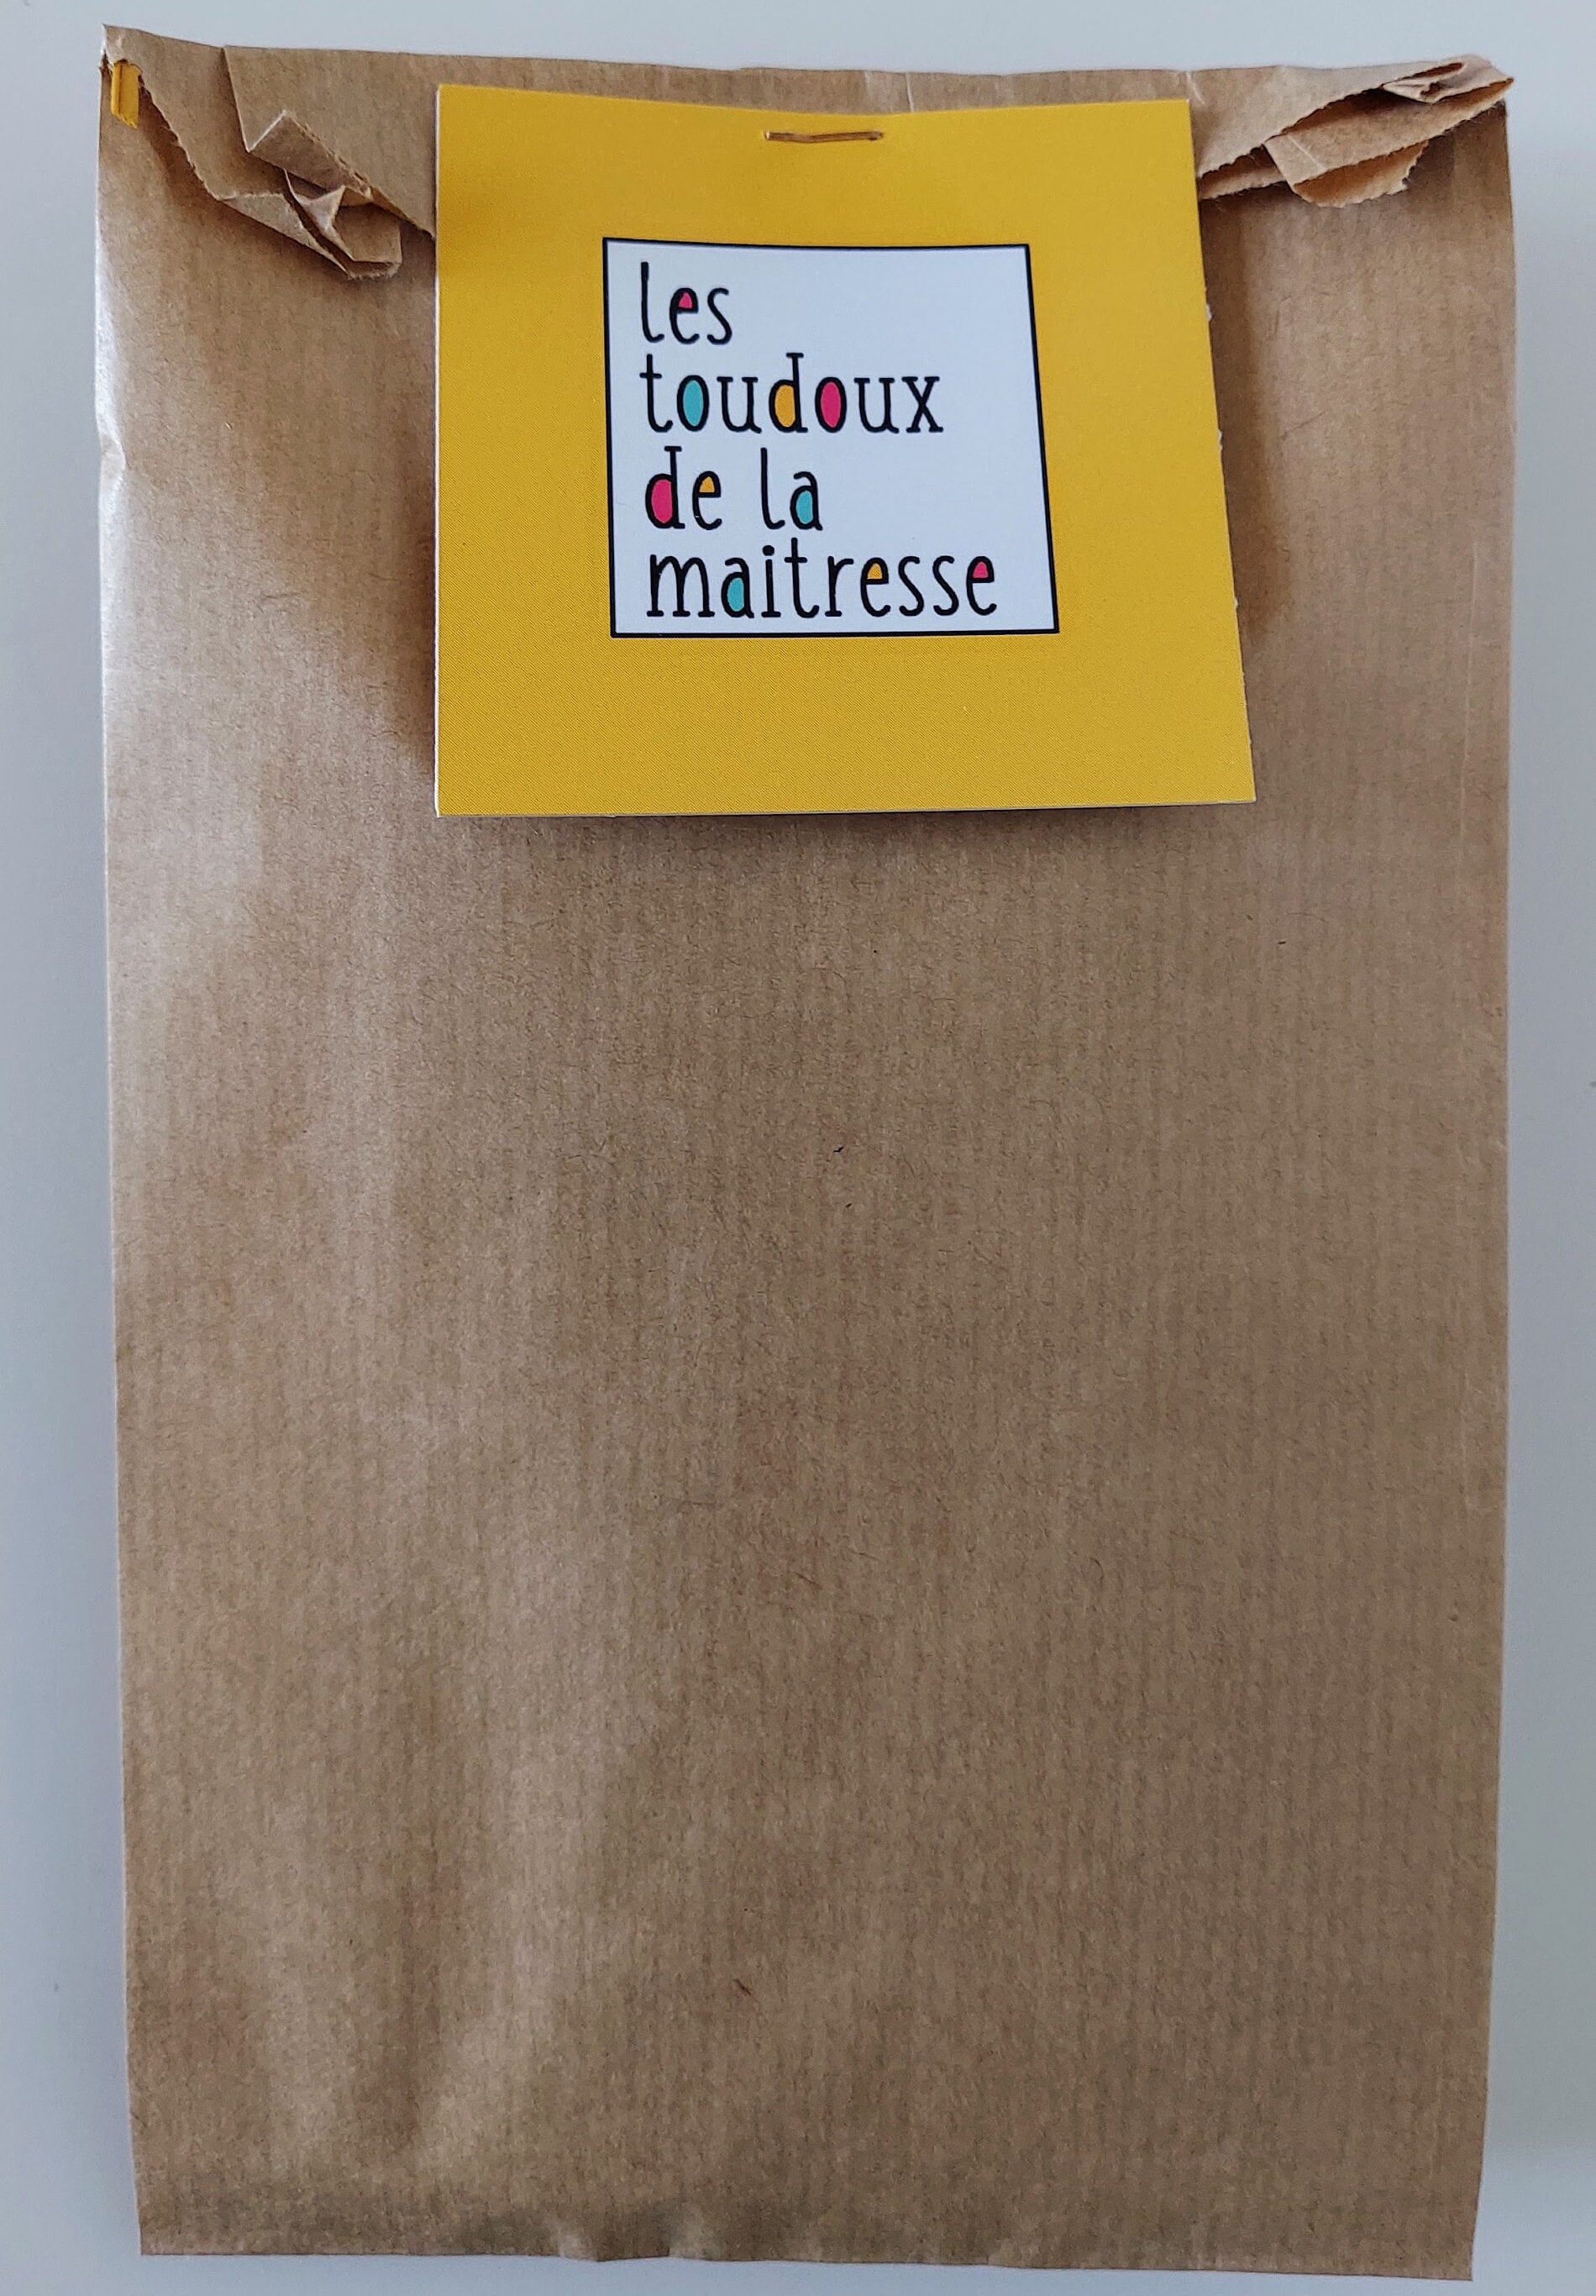 les
toudoux
de la
maitresse